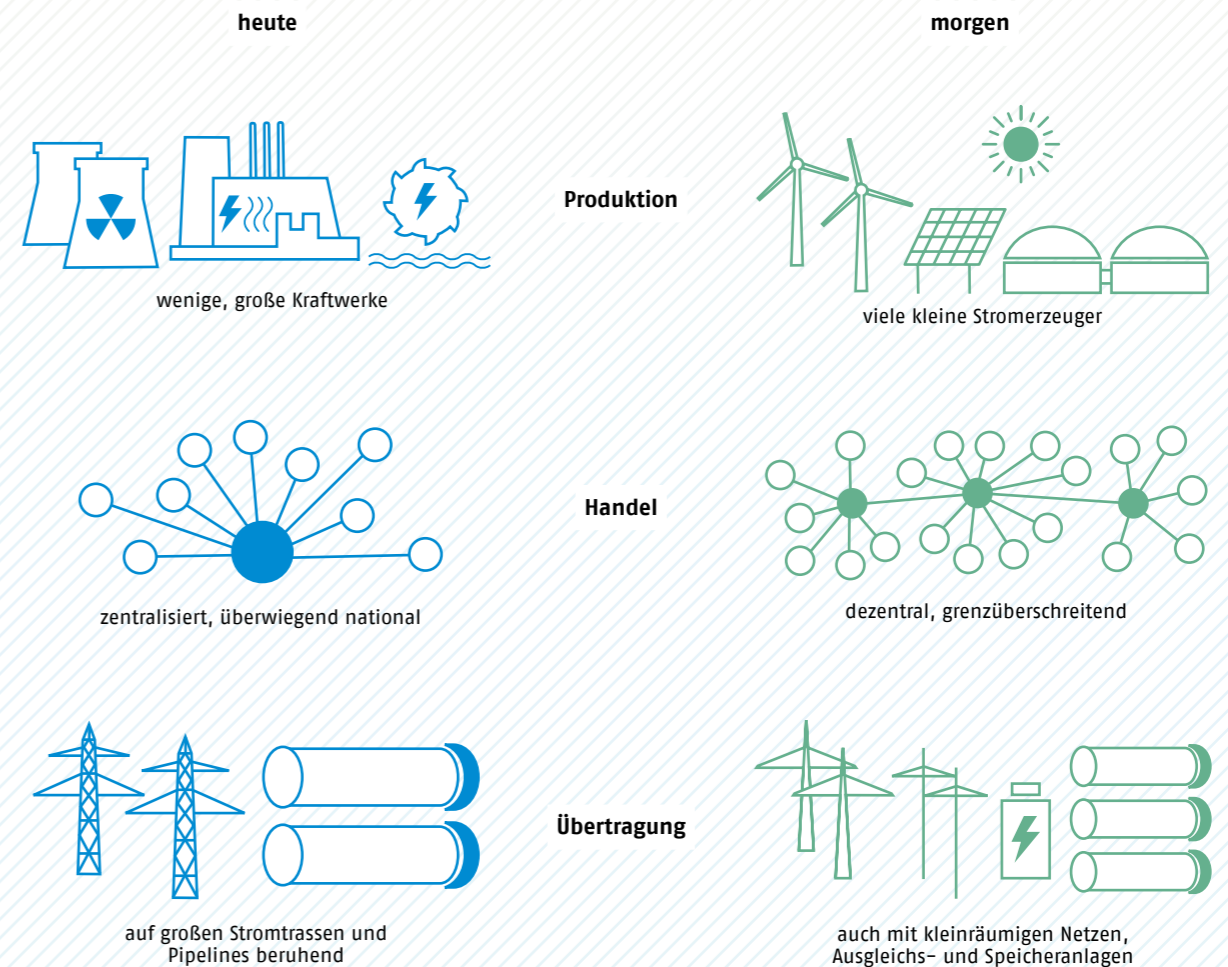 heute
morgen
Produktion
wenige, große Kraftwerke
viele kleine Stromerzeuger
Handel
zentralisiert, überwiegend national
dezentral, grenzüberschreitend
Übertragung
auf großen Stromtrassen und
Pipelines beruhend
auch mit kleinräumigen Netzen,
Ausgleichs- und Speicheranlagen